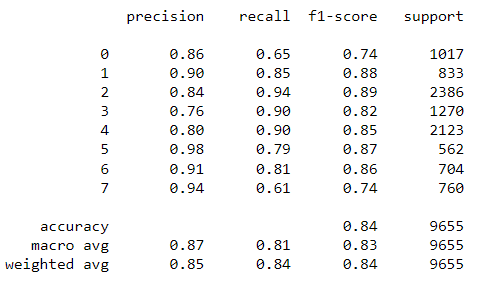 precision recall f1-score support
0 0.86 0.65 0.74 1017
1 0.90 0.85 0.88 833
2 0.84 0.94 0.89 2386
3 0.76 0.90 0.82 1270
4 0.80 0.90 0.85 2123
5 0.98 0.79 0.87 562
6 0.91 0.81 0.86 704
7 0.94 0.61 0.74 760
accuracy 0.84 9655
macro avg 0.87 0.81 0.83 9655
weighted avg 0.85 0.84 0.84 9655